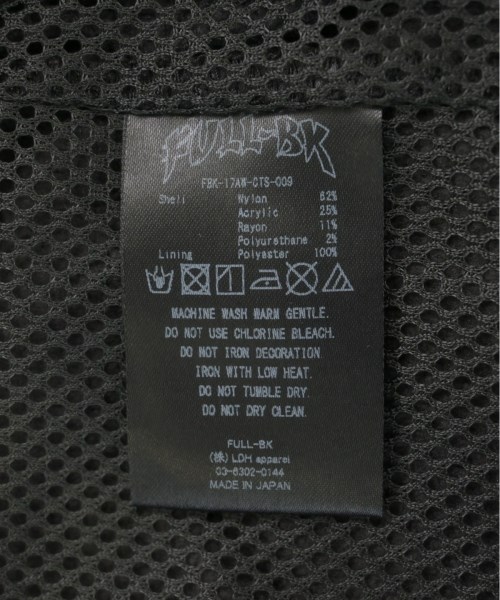 FULL-BK
FBK-17AW-CTS-009
Shell Nylon 62%
Acrylic 25%
Rayon 11%
Polyurethane 2%
Lining Polyester 100%
MACHINE WASH WARM GENTLE.
DO NOT USE CHLORINE BLEACH.
DO NOT IRON DECORATION
IRON WITH LOW HEAT.
DO NOT TUMBLE DRY.
DO NOT DRY CLEAN.
FULL-BK
(株) LDH apparel
03-6302-0144
MADE IN JAPAN